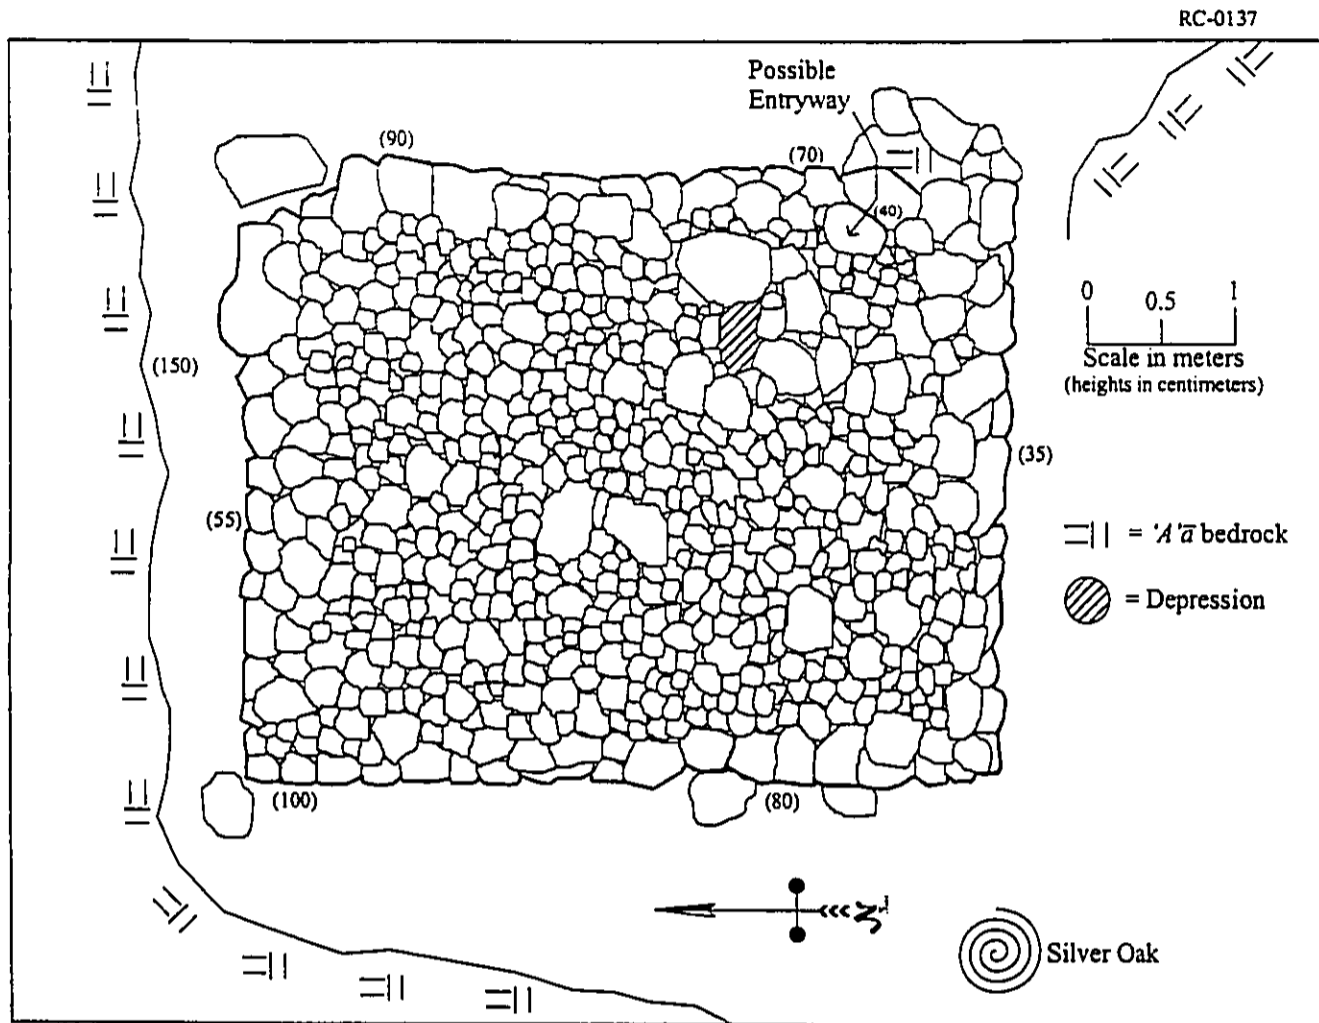 RC-0137
Possible
Entryway
(90)
(70)
(40)
0
0.5
1
Scale in meters
(heights in centimeters)
(150)
(35)
(55)
= ‘A‘ā bedrock
= Depression
(100)
(80)
N
Silver Oak